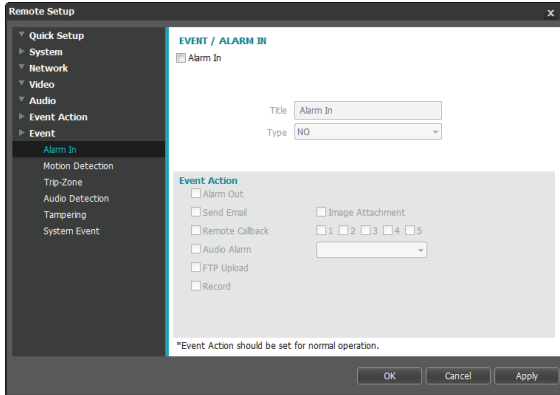 Remote Setup
x
Quick Setup
System
Network
Video
Audio
Event Action
Event
Alarm In
Motion Detection
Trip-Zone
Audio Detection
Tampering
System Event
EVENT / ALARM IN
Alarm In
Title Alarm In
Type NO
Event Action
Alarm Out
Send Email Image Attachment
Remote Callback 1 2 3 4 5
Audio Alarm
FTP Upload
Record
*Event Action should be set for normal operation.
OK Cancel Apply